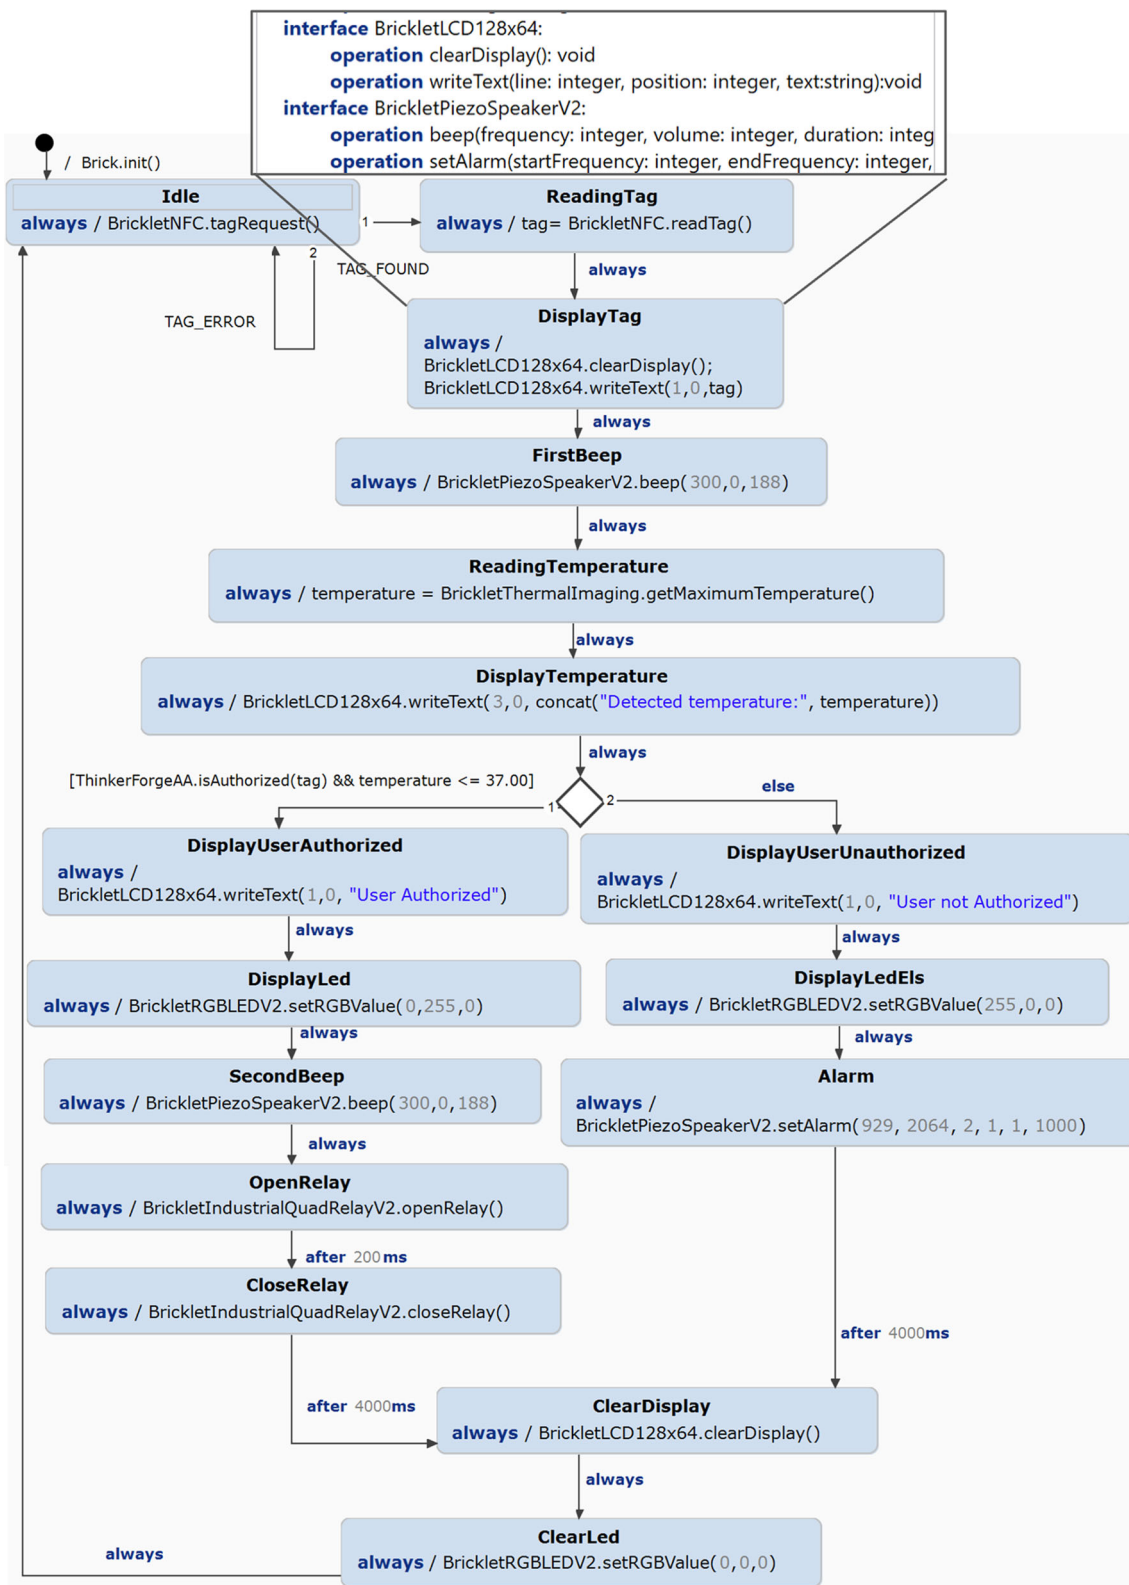 interface BrickletLCD128x64:
operation clearDisplay(): void
operation writeText(line: integer, position: integer, text:string):void
interface BrickletPiezoSpeakerV2:
operation beep(frequency: integer, volume: integer, duration: integ
operation setAlarm(startFrequency: integer, endFrequency: integer,
/ Brick.init()
Idle
always / BrickletNFC.tagRequest()
1
ReadingTag
always / tag= BrickletNFC.readTag()
2
TAG_FOUND
always
TAG_ERROR
DisplayTag
always /
BrickletLCD128x64.clearDisplay();
BrickletLCD128x64.writeText(1,0,tag)
always
FirstBeep
always / BrickletPiezoSpeakerV2.beep(300,0,188)
always
ReadingTemperature
always / temperature = BrickletThermalImaging.getMaximumTemperature()
always
DisplayTemperature
always / BrickletLCD128x64.writeText(3,0, concat("Detected temperature:", temperature))
always
[ThinkerForgeAA.isAuthorized(tag) && temperature <= 37.00]
1
2
else
DisplayUserAuthorized
always /
BrickletLCD128x64.writeText(1,0, "User Authorized")
DisplayUserUnauthorized
always /
BrickletLCD128x64.writeText(1,0, "User not Authorized")
always
always
DisplayLed
always / BrickletRGBLEDV2.setRGBValue(0,255,0)
DisplayLedEls
always / BrickletRGBLEDV2.setRGBValue(255,0,0)
always
always
SecondBeep
always / BrickletPiezoSpeakerV2.beep(300,0,188)
Alarm
always /
BrickletPiezoSpeakerV2.setAlarm(929, 2064, 2, 1, 1, 1000)
always
OpenRelay
always / BrickletIndustrialQuadRelayV2.openRelay()
after 200ms
CloseRelay
always / BrickletIndustrialQuadRelayV2.closeRelay()
after 4000ms
after 4000ms
ClearDisplay
always / BrickletLCD128x64.clearDisplay()
always
ClearLed
always / BrickletRGBLEDV2.setRGBValue(0,0,0)
always